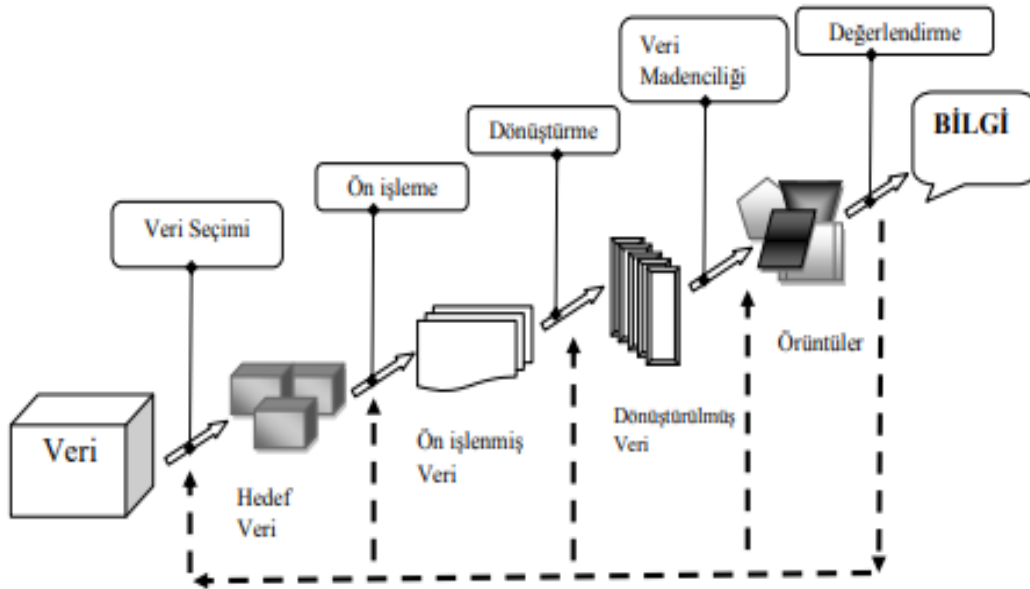 Değerlendirme
Veri
Madenciliği
BİLGİ
Dönüştürme
Ön işleme
Veri Seçimi
Örüntüler
Dönüştürülmüş
Veri
Ön işlenmiş
Veri
Veri
Hedef
Veri